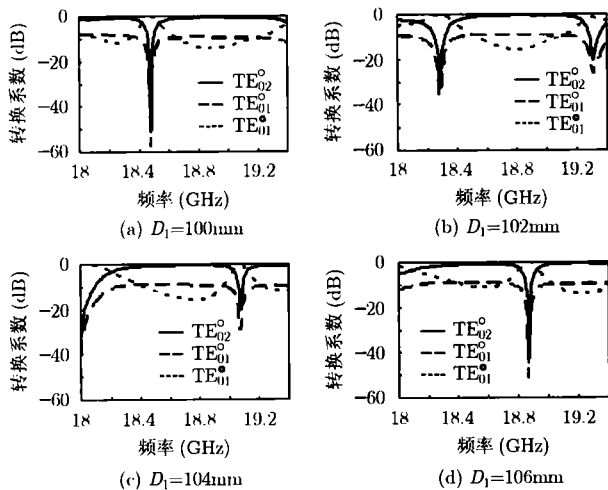 0
−20
−40
−60
转换系数 (dB)
TE°₀₂
TE°₀₁
TE⊚₀₁
18
18.4
18.8
19.2
频率 (GHz)
(a) D₁=100mm
0
−20
−40
−60
转换系数 (dB)
TE°₀₂
TE°₀₁
TE⊚₀₁
18
18.4
18.8
19.2
频率 (GHz)
(b) D₁=102mm
0
−20
−40
−60
转换系数 (dB)
TE°₀₂
TE°₀₁
TE⊚₀₁
18
18.4
18.8
19.2
频率 (GHz)
(c) D₁=104mm
0
−20
−40
−60
转换系数 (dB)
TE°₀₂
TE°₀₁
TE⊚₀₁
18
18.4
18.8
19.2
频率 (GHz)
(d) D₁=106mm